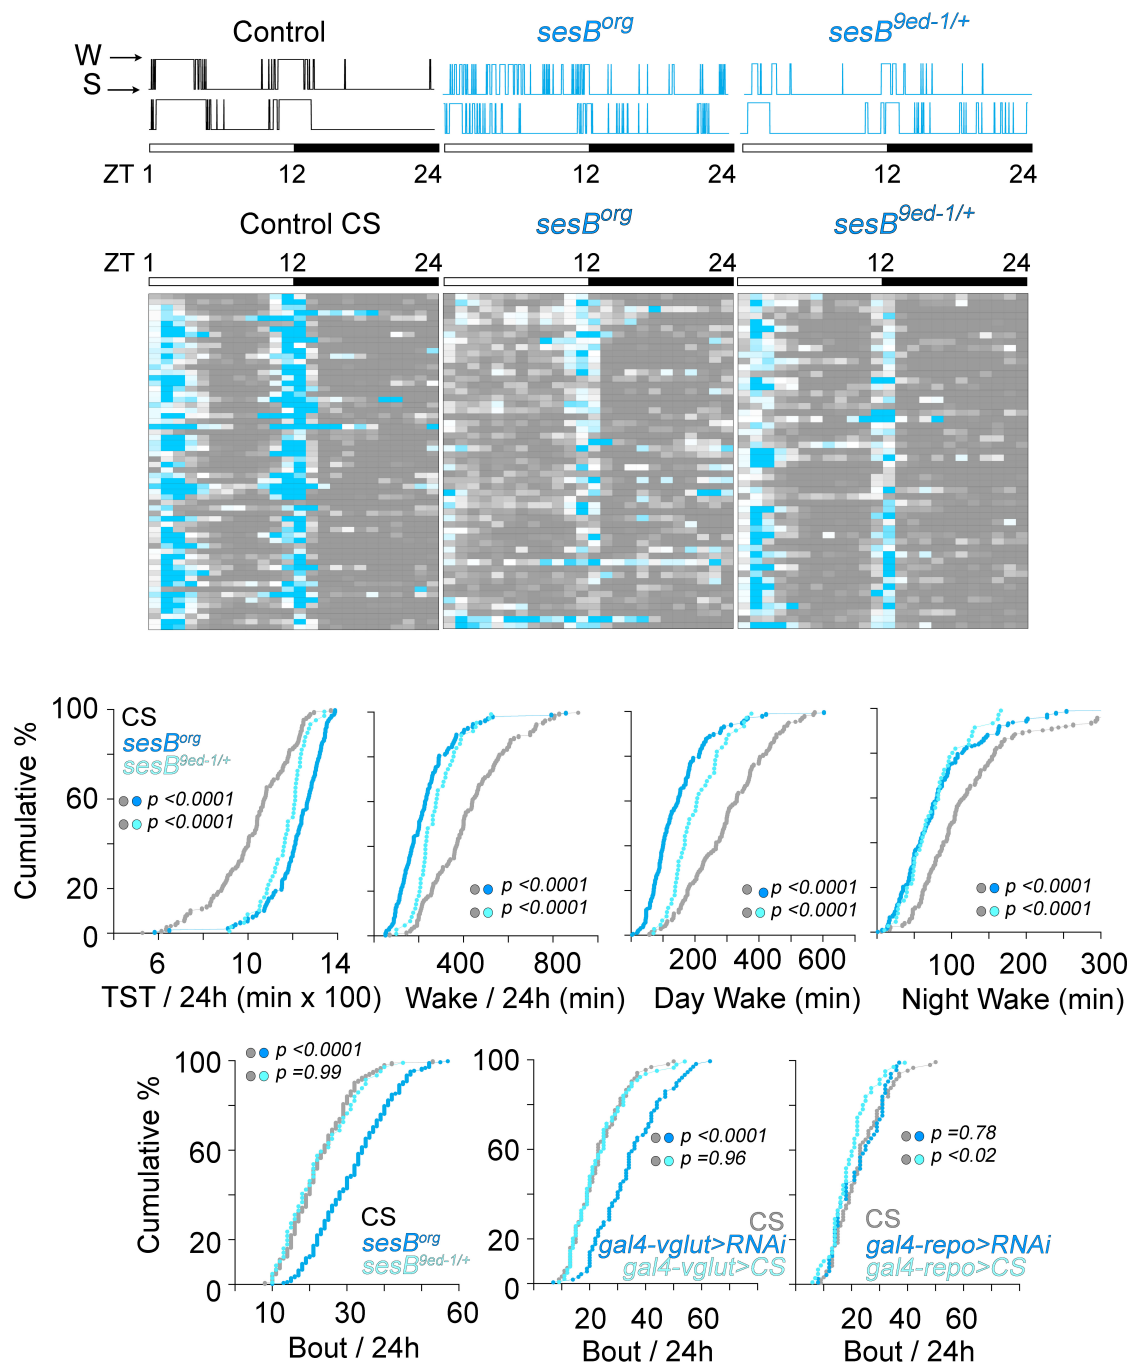 Control sesB^org sesB^9ed-1/+
W
S
ZT 1 12 24 12 24 12 24
Control CS sesB^org sesB^9ed-1/+
ZT 1 12 24 12 24 12 24
Cumulative %
100
60
20
0
CS
sesB^org
sesB^9ed-1/+
p <0.0001
p <0.0001
6 10 14
TST / 24h (min x 100)
p <0.0001
p <0.0001
400 800
Wake / 24h (min)
p <0.0001
p <0.0001
200 400 600
Day Wake (min)
p <0.0001
p <0.0001
100 200 300
Night Wake (min)
Cumulative %
100
60
20
0
p <0.0001
p =0.99
CS
sesB^org
sesB^9ed-1/+
10 30 60
Bout / 24h
100
60
20
0
p <0.0001
p =0.96
CS
gal4-vglut>RNAi
gal4-vglut>CS
20 40 60
Bout / 24h
100
60
20
0
p =0.78
p <0.02
CS
gal4-repo>RNAi
gal4-repo>CS
20 40 60
Bout / 24h